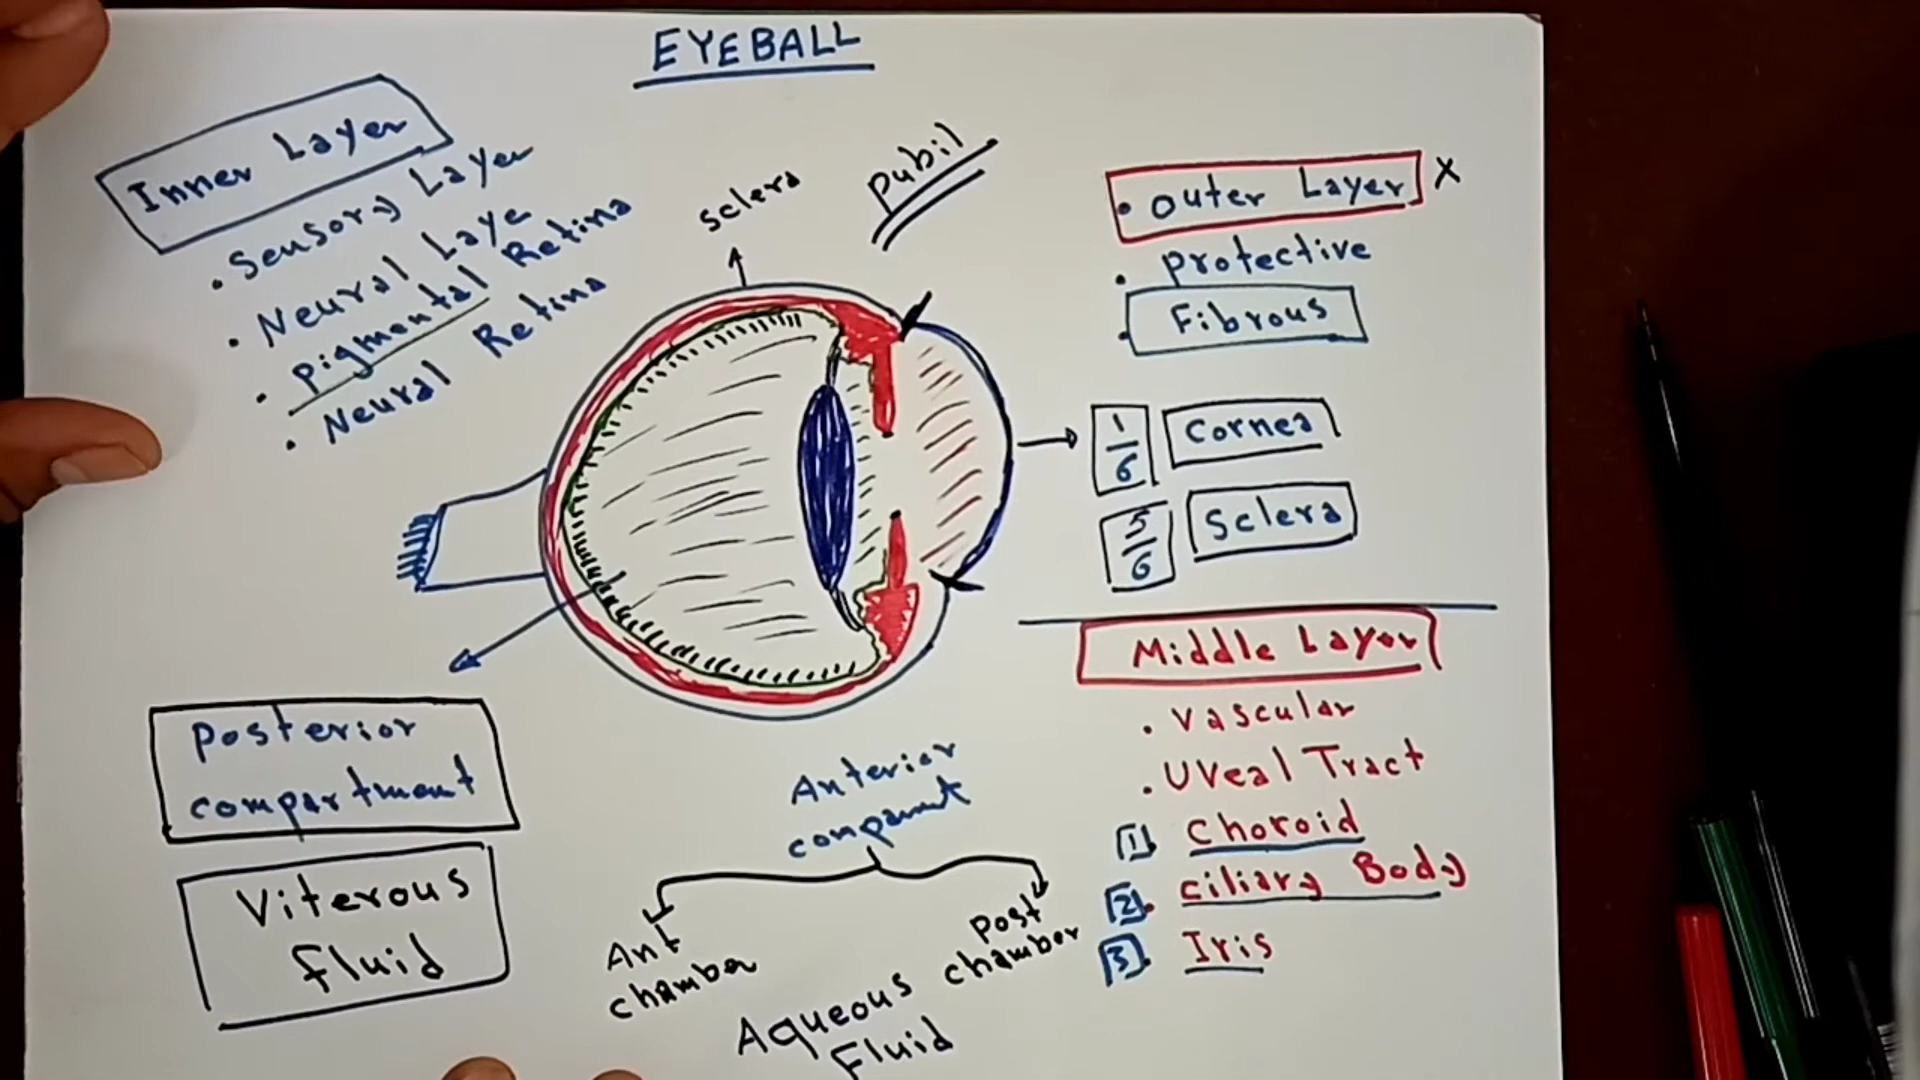 EYEBALL
Inner Layer
• Sensory Layer
• Neural Laye
• Pigmental Retina
• Neural Retina
sclera
Pubil
• Outer Layer X
• Protective
• Fibrous
1/6 Cornea
5/6 Sclera
Middle Layer
• Vascular
• Uveal Tract
1 Choroid
2 Ciliary Body
3 Iris
Posterior
compartment
Viterous
fluid
Anterior
Ant
chamber
Post
chamber
Aqueous
Fluid